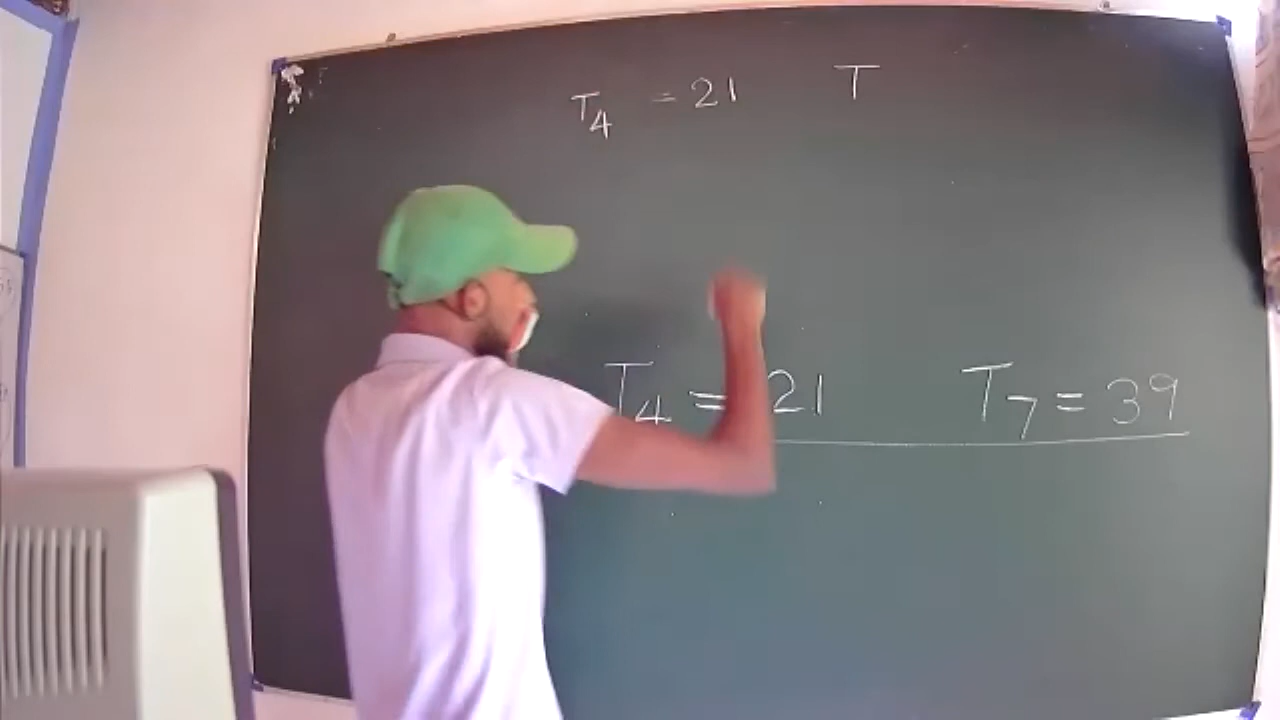 T₄ = 21 T
T₄ = 21 T₇ = 39